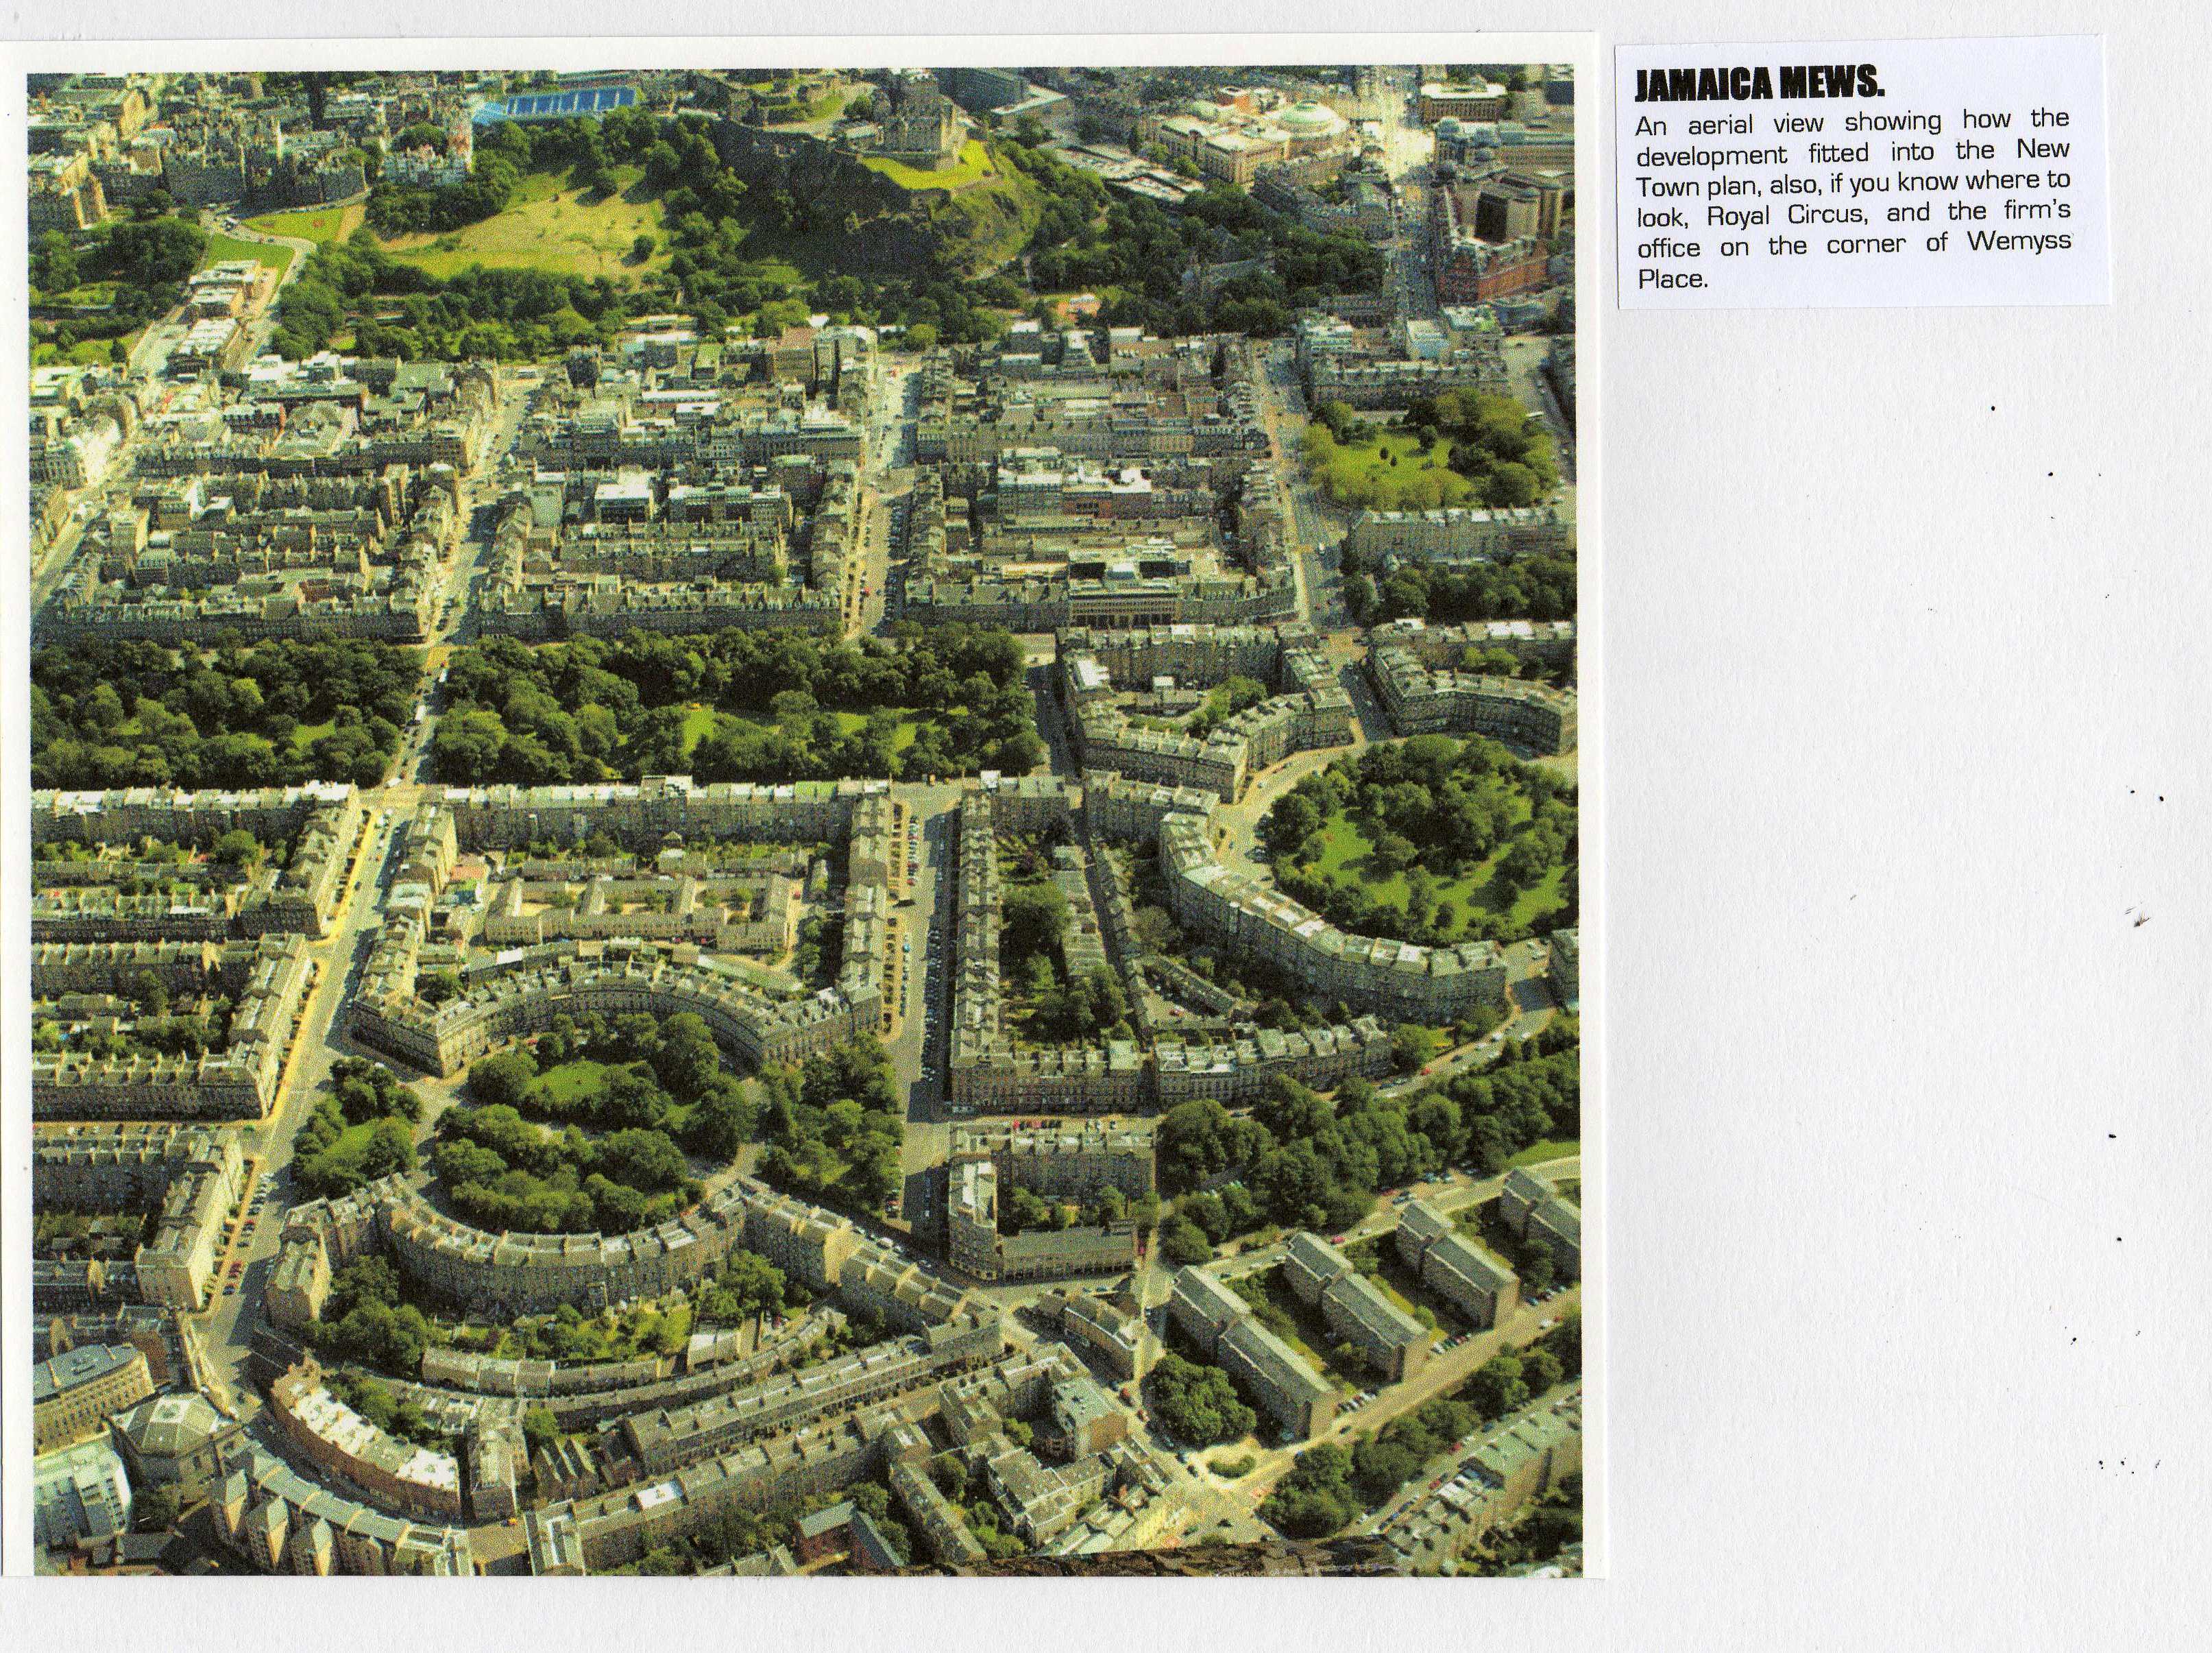 JAMAICA MEWS.
An aerial view showing how the
development fitted into the New
Town plan, also, if you know where to
look, Royal Circus, and the firm's
office on the corner of Wemyss
Place.